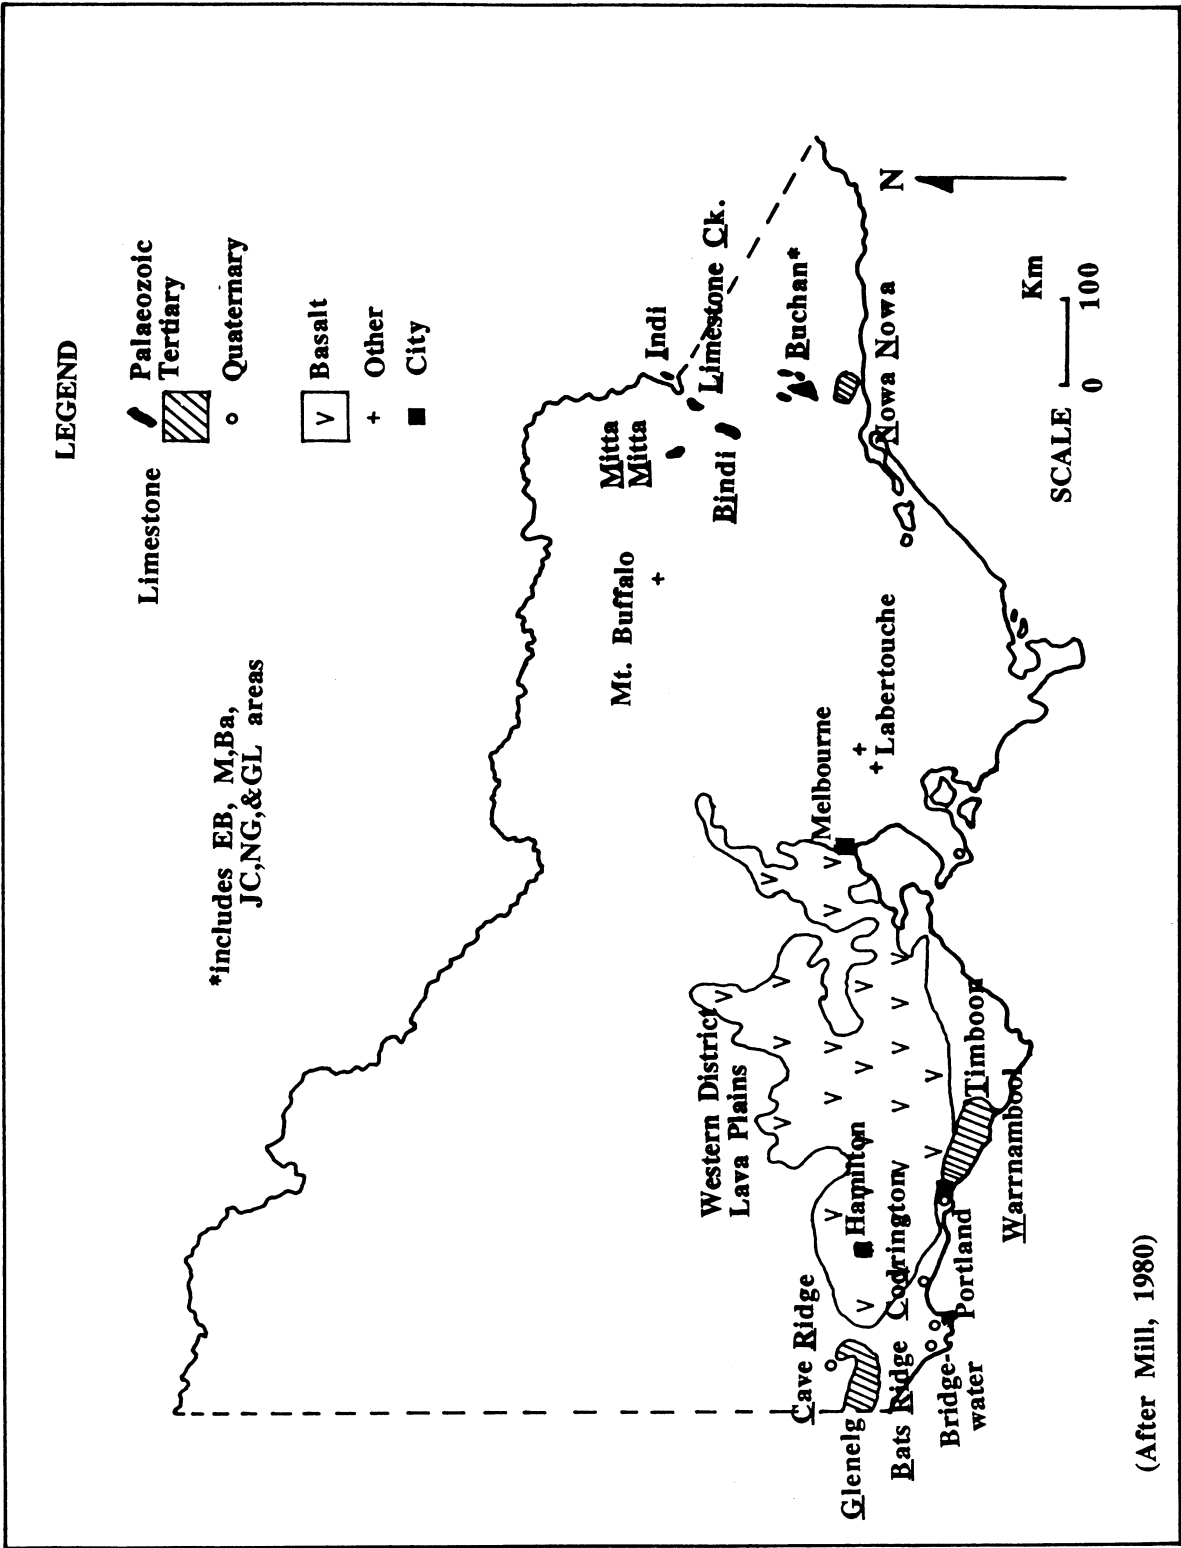 LEGEND
Limestone
Palaeozoic
Tertiary
Quaternary
V Basalt
+ Other
City
*includes EB, M,Ba,
JC,NG,&GL areas
Indi
Limestone Ck.
Mitta
Mitta
Bindi
Buchan*
Nowa Nowa
Mt. Buffalo
Labertouche
Melbourne
Western District
Lava Plains
Hamilton
Cave Ridge
Glenelg
Bats Ridge
Codrington
Bridge-
water
Portland
Warrnambool
Timboon
N
SCALE
Km
0 100
(After Mill, 1980)